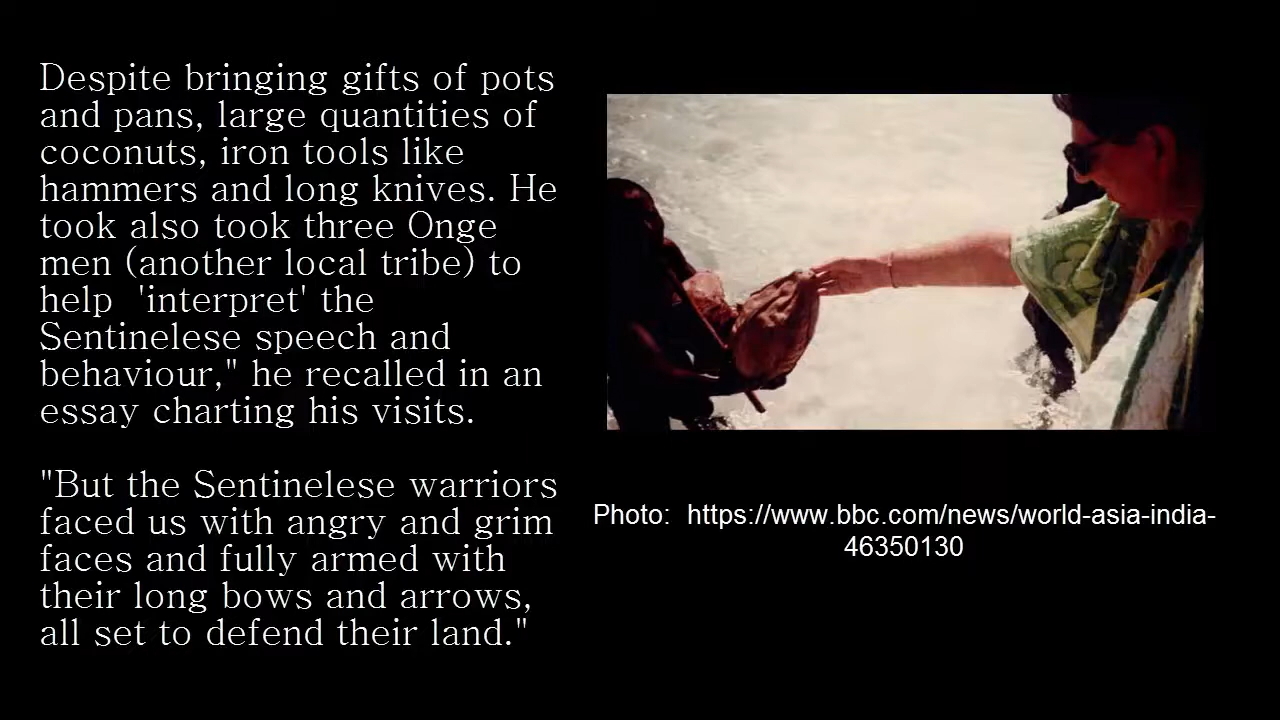 Despite bringing gifts of pots
and pans, large quantities of
coconuts, iron tools like
hammers and long knives. He
took also took three Onge
men (another local tribe) to
help  'interpret' the
Sentinelese speech and
behaviour," he recalled in an
essay charting his visits.
"But the Sentinelese warriors
faced us with angry and grim
faces and fully armed with
their long bows and arrows,
all set to defend their land."
Photo:  https://www.bbc.com/news/world-asia-india-
46350130